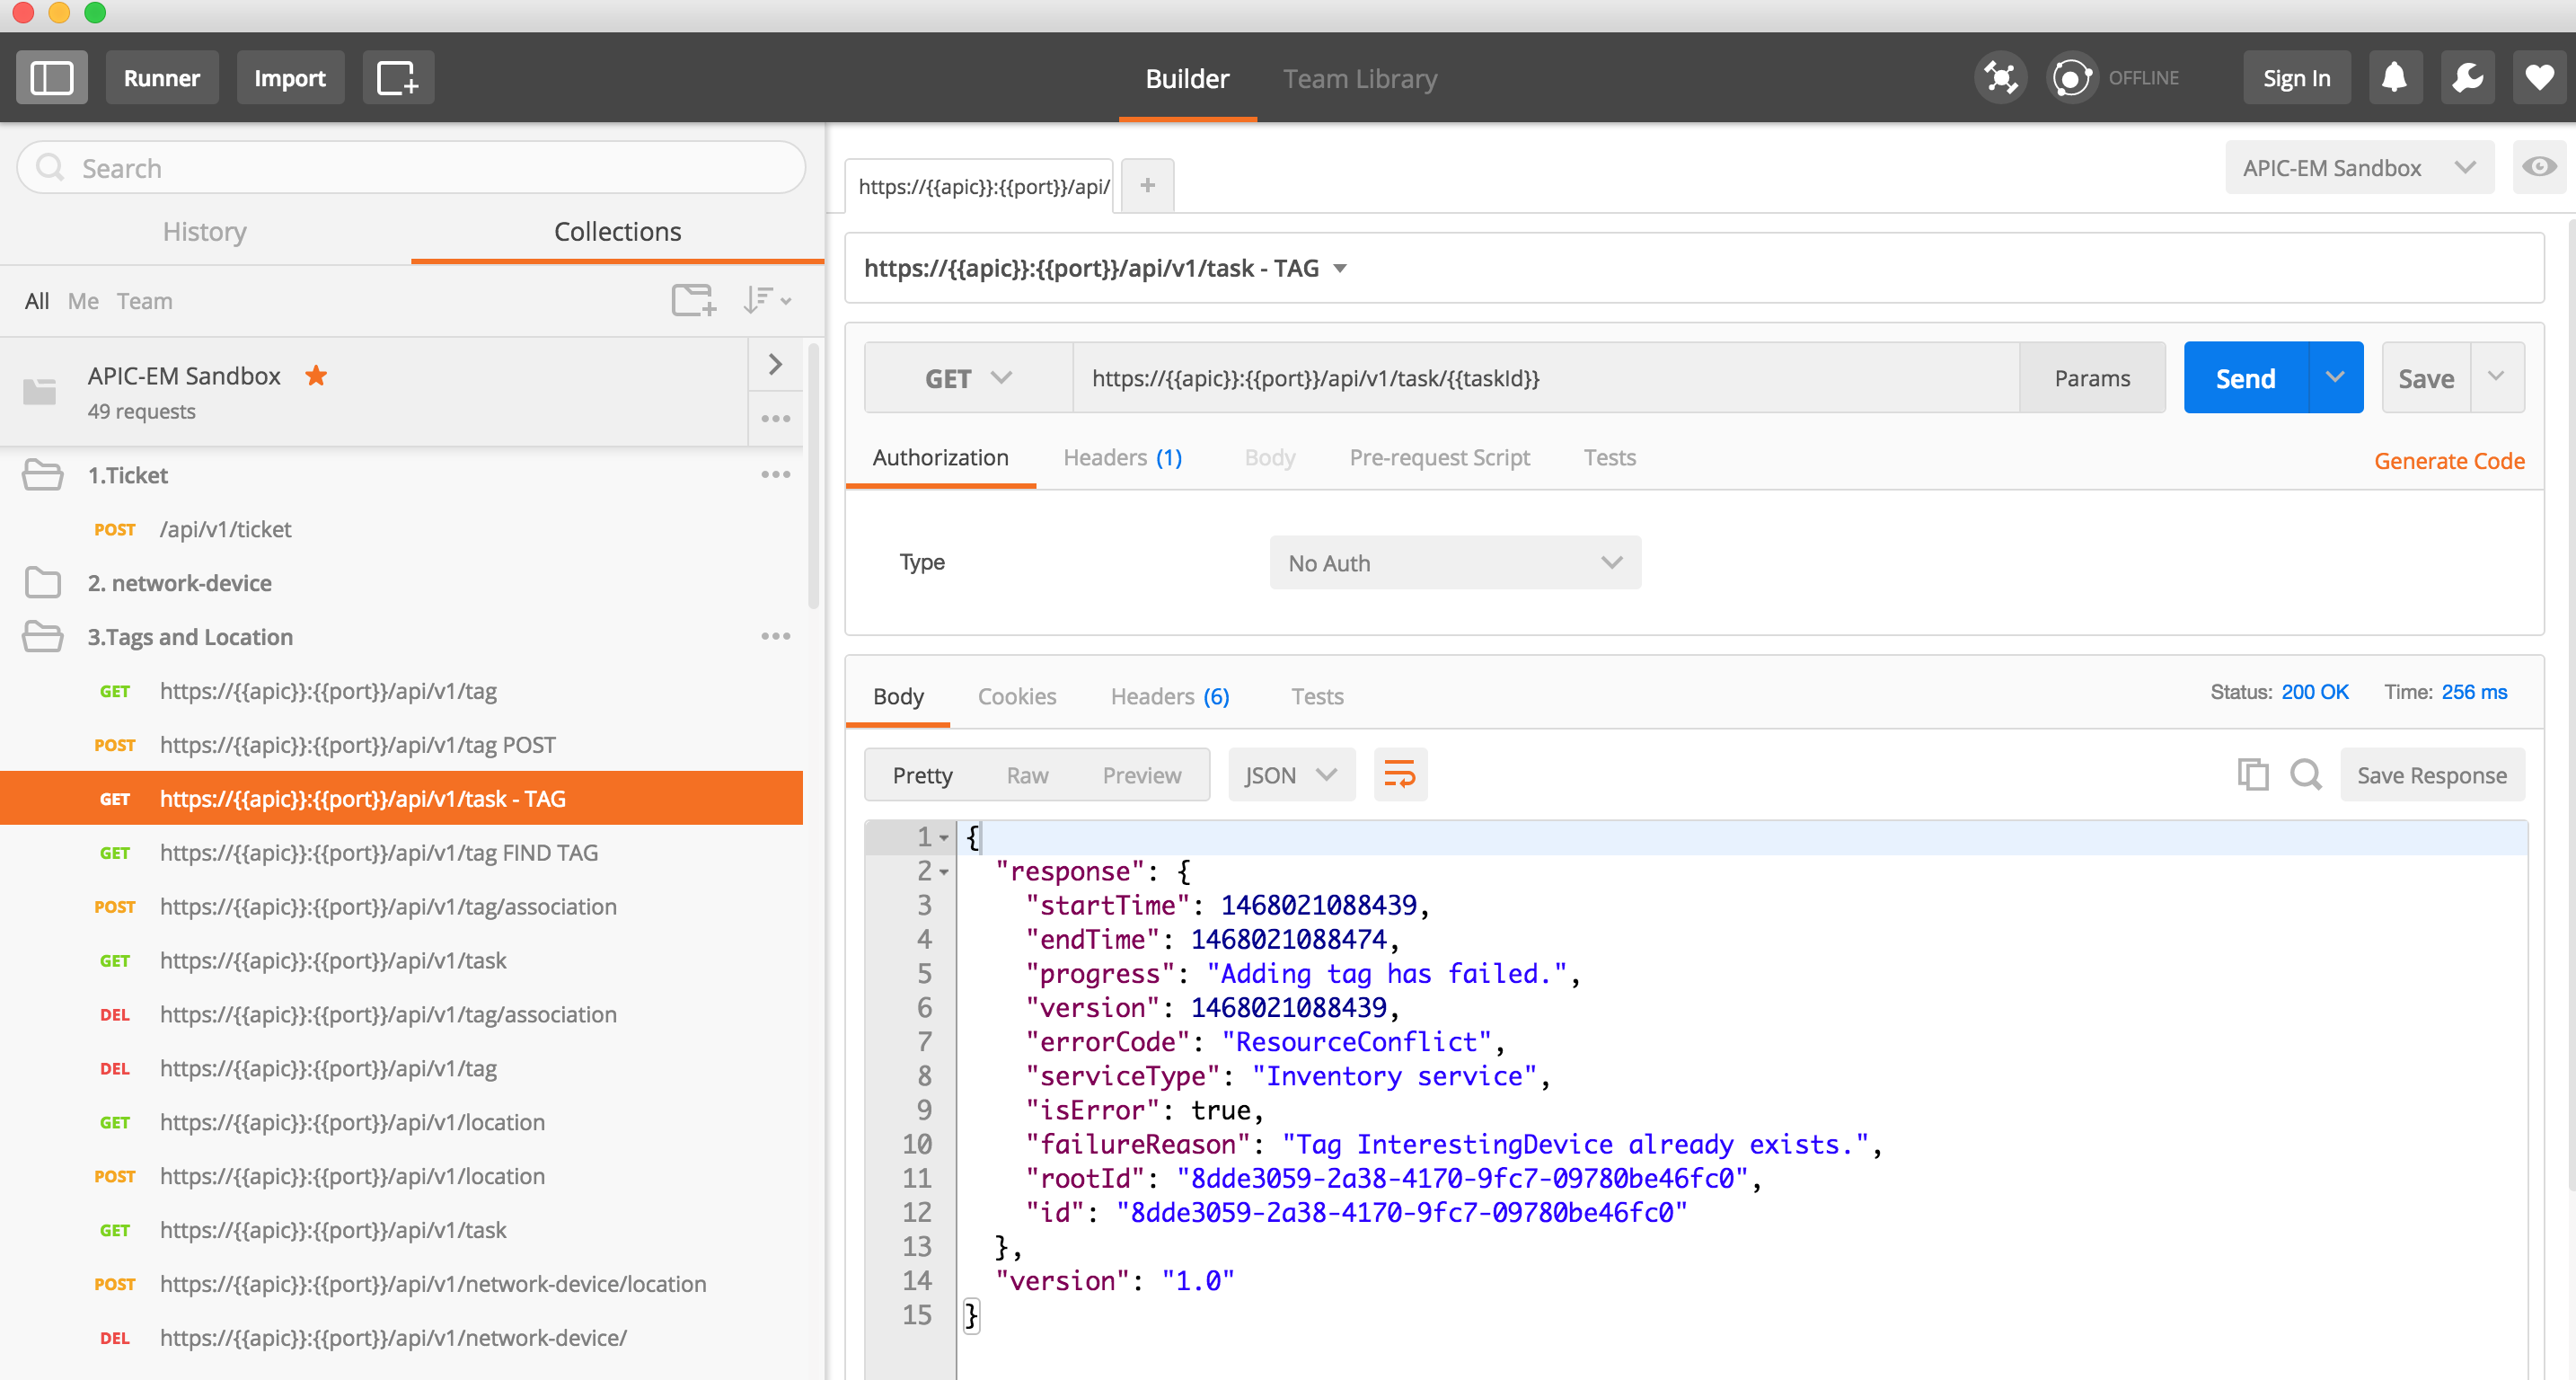 Runner
Import
Builder
Team Library
OFFLINE
Sign In
Search
History
Collections
All Me Team
APIC-EM Sandbox
49 requests
1.Ticket
POST /api/v1/ticket
2. network-device
3.Tags and Location
GET https://{{apic}}:{{port}}/api/v1/tag
POST https://{{apic}}:{{port}}/api/v1/tag POST
GET https://{{apic}}:{{port}}/api/v1/task - TAG
GET https://{{apic}}:{{port}}/api/v1/tag FIND TAG
POST https://{{apic}}:{{port}}/api/v1/tag/association
GET https://{{apic}}:{{port}}/api/v1/task
DEL https://{{apic}}:{{port}}/api/v1/tag/association
DEL https://{{apic}}:{{port}}/api/v1/tag
GET https://{{apic}}:{{port}}/api/v1/location
POST https://{{apic}}:{{port}}/api/v1/location
GET https://{{apic}}:{{port}}/api/v1/task
POST https://{{apic}}:{{port}}/api/v1/network-device/location
DEL https://{{apic}}:{{port}}/api/v1/network-device/
https://{{apic}}:{{port}}/api/
+
APIC-EM Sandbox
https://{{apic}}:{{port}}/api/v1/task - TAG
GET https://{{apic}}:{{port}}/api/v1/task/{{taskId}} Params Send Save
Authorization Headers (1) Body Pre-request Script Tests Generate Code
Type No Auth
Body Cookies Headers (6) Tests Status: 200 OK Time: 256 ms
Pretty Raw Preview JSON Save Response
1 {
2 "response": {
3 "startTime": 1468021088439,
4 "endTime": 1468021088474,
5 "progress": "Adding tag has failed.",
6 "version": 1468021088439,
7 "errorCode": "ResourceConflict",
8 "serviceType": "Inventory service",
9 "isError": true,
10 "failureReason": "Tag InterestingDevice already exists.",
11 "rootId": "8dde3059-2a38-4170-9fc7-09780be46fc0",
12 "id": "8dde3059-2a38-4170-9fc7-09780be46fc0"
13 },
14 "version": "1.0"
15 }